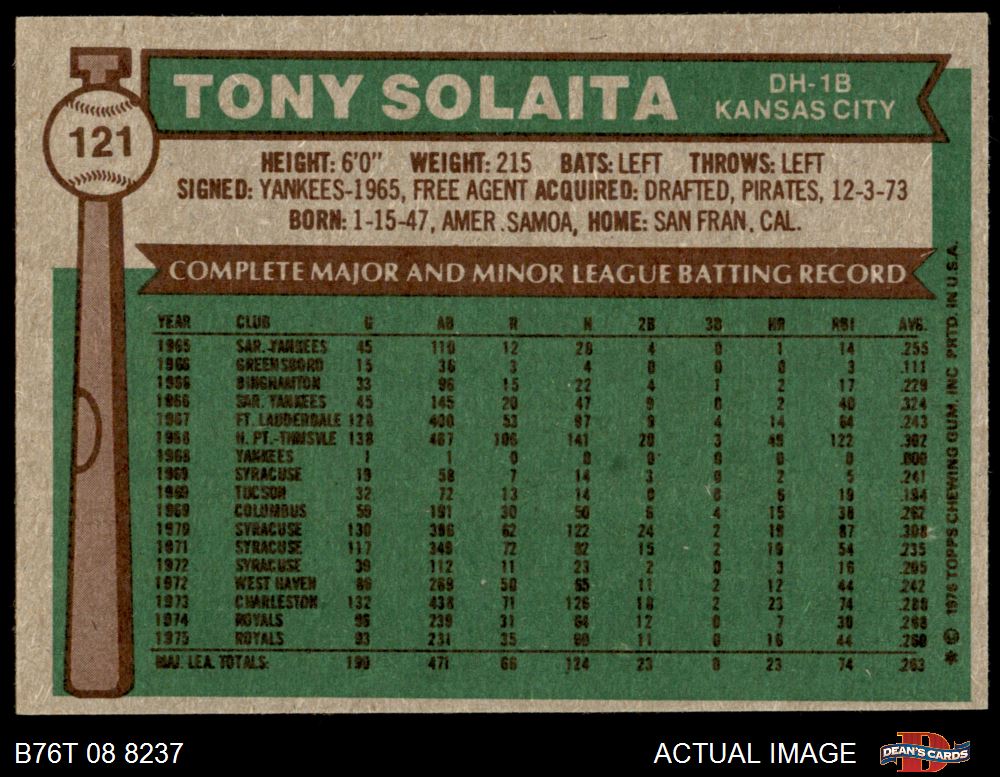 TONY SOLAITA
DH-1B
KANSAS CITY
121
HEIGHT: 6'0" WEIGHT: 215 BATS: LEFT THROWS: LEFT
SIGNED: YANKEES-1965, FREE AGENT ACQUIRED: DRAFTED, PIRATES, 12-3-73
BORN: 1-15-47, AMER. SAMOA, HOME: SAN FRAN, CAL.
COMPLETE MAJOR AND MINOR LEAGUE BATTING RECORD
YEAR CLUB G AB R H 2B 3B HR RBI AVG.
1965 SAR. YANKEES 45 110 12 28 4 0 1 14 .255
1966 GREENSBORO 15 36 3 4 0 0 0 3 .111
1966 BINGHAMTON 33 96 15 22 4 1 2 17 .229
1966 SAR. YANKEES 45 145 20 47 9 0 2 40 .324
1967 FT. LAUDERDALE 128 400 53 97 9 4 14 64 .243
1968 H. PT.-THMSVLE 138 467 106 141 20 3 49 122 .302
1968 YANKEES 1 1 0 0 0 0 0 0 .000
1969 SYRACUSE 19 58 7 14 3 0 2 5 .241
1969 TUCSON 32 72 13 14 0 0 6 19 .194
1969 COLUMBUS 59 191 30 50 6 4 15 38 .262
1970 SYRACUSE 130 396 62 122 24 2 19 87 .308
1971 SYRACUSE 117 349 72 82 15 2 19 54 .235
1972 SYRACUSE 39 112 11 23 2 0 3 16 .205
1972 WEST HAVEN 86 269 50 65 11 2 12 44 .242
1973 CHARLESTON 132 438 71 126 18 2 23 74 .288
1974 ROYALS 96 239 31 64 12 0 7 30 .268
1975 ROYALS 93 231 35 60 11 0 16 44 .260
MAJ. LEA. TOTALS: 190 471 66 124 23 0 23 74 .263
* © 1976 TOPPS CHEWING GUM, INC PRTD. IN U.S.A.
B76T 08 8237
ACTUAL IMAGE
DEAN'S CARDS